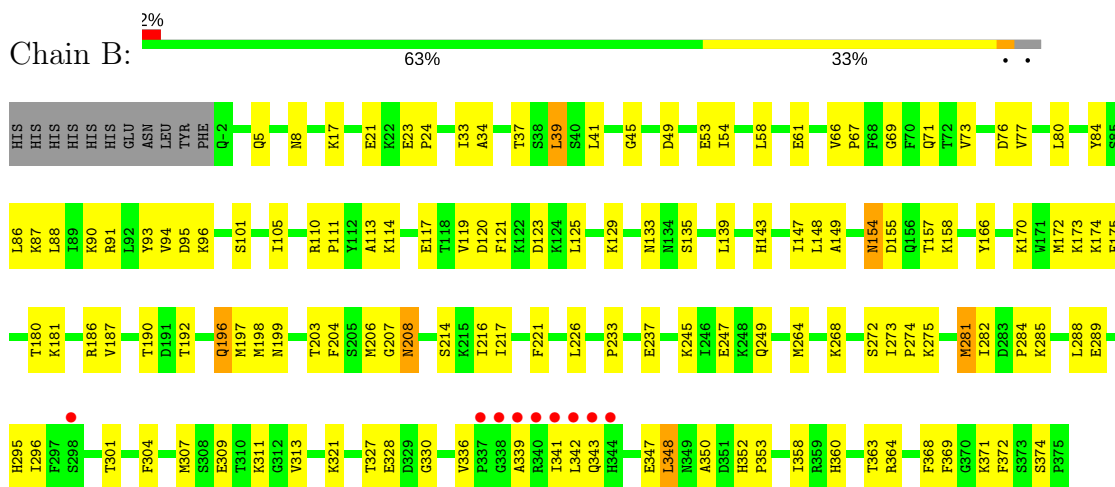 2%
Chain B:
63% 33% • •
HIS HIS HIS HIS HIS HIS GLU ASN LEU TYR PHE Q-2 Q5 N8 K17 E21 K22 E23 P24 I33 A34 T37 S38 L39 S40 L41 G45 D49 E53 I54 L58 E61 V66 P67 F68 G69 F70 Q71 T72 V73 D76 V77 L80 Y84 S85
L86 K87 L88 I89 K90 R91 L92 Y93 V94 D95 K96 S101 I105 R110 P111 Y112 A113 K114 E117 T118 V119 D120 F121 K122 D123 K124 L125 K129 N133 N134 S135 L139 H143 I147 L148 A149 N154 D155 Q156 T157 K158 Y166 K170 W171 M172 K173 K174 E175
T180 K181 R186 V187 T190 D191 T192 Q196 M197 M198 N199 T203 F204 S205 M206 G207 N208 S214 K215 I216 I217 F221 L226 P233 E237 K245 I246 E247 K248 Q249 M264 K268 S272 I273 P274 K275 M281 I282 D283 P284 K285 L288 E289
H295 I296 F297 S298 T301 F304 M307 S308 E309 T310 K311 G312 V313 K321 T327 E328 D329 G330 V336 P337 G338 A339 R340 I341 L342 Q343 H344 E347 L348 N349 A350 D351 H352 P353 I358 R359 H360 T363 R364 F368 F369 G370 K371 F372 S373 S374 P375